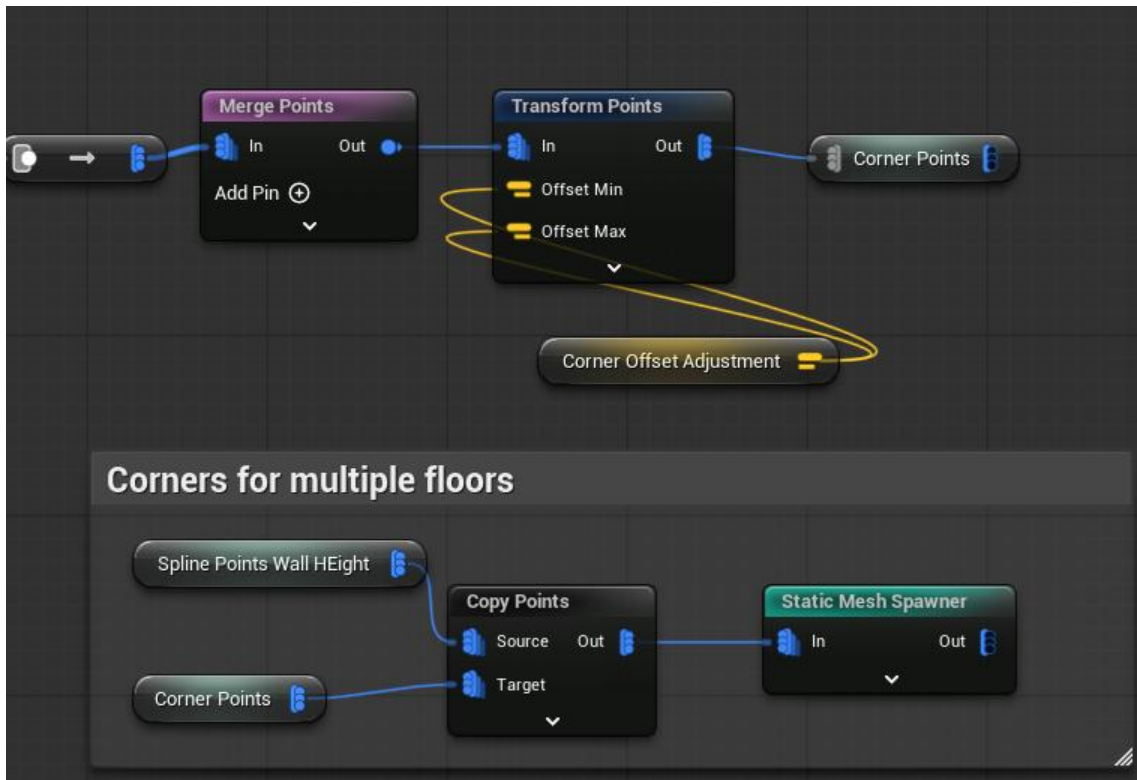 Merge Points
In Out
Add Pin
Transform Points
In Out
Offset Min
Offset Max
Corner Points
Corner Offset Adjustment
Corners for multiple floors
Spline Points Wall HEight
Copy Points
Source Out
Target
Corner Points
Static Mesh Spawner
In Out